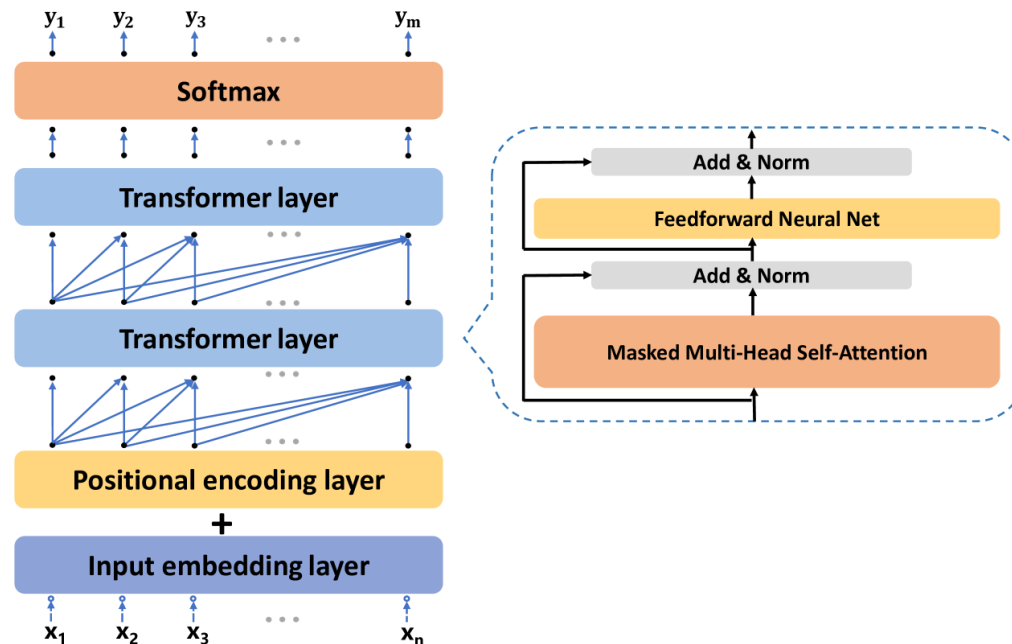 y₁ y₂ y₃ ... yₘ
Softmax
Transformer layer
...
Transformer layer
...
Positional encoding layer
+
Input embedding layer
x₁ x₂ x₃ ... xₙ
Add & Norm
Feedforward Neural Net
Add & Norm
Masked Multi-Head Self-Attention